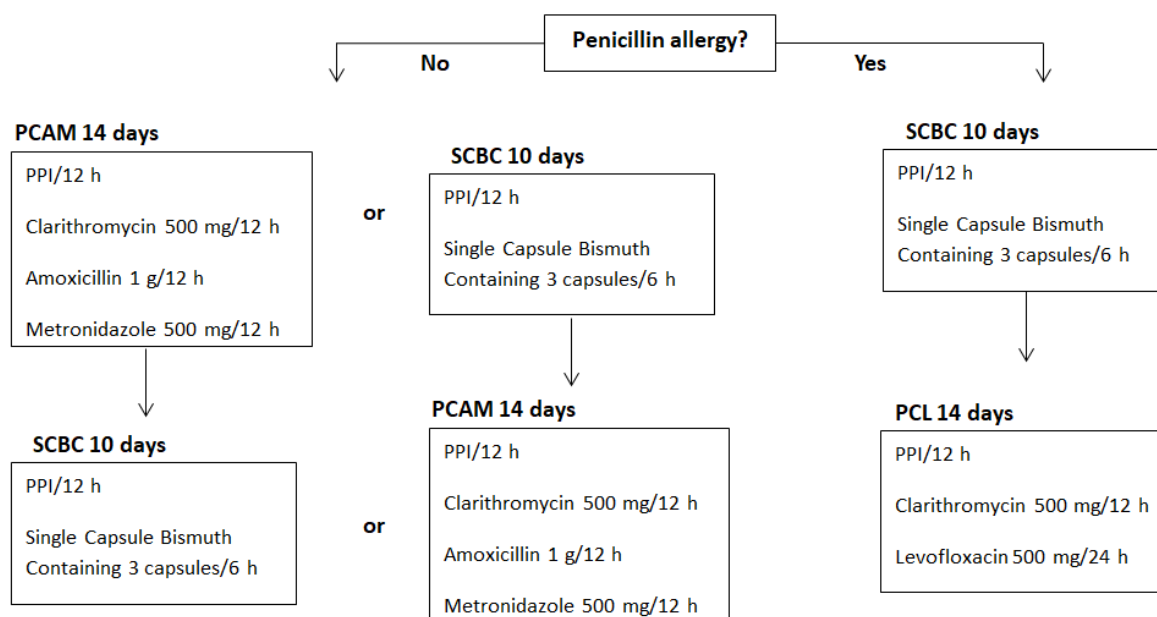 Penicillin allergy?
No
Yes
PCAM 14 days
PPI/12 h
Clarithromycin 500 mg/12 h
Amoxicillin 1 g/12 h
Metronidazole 500 mg/12 h
or
SCBC 10 days
PPI/12 h
Single Capsule Bismuth
Containing 3 capsules/6 h
SCBC 10 days
PPI/12 h
Single Capsule Bismuth
Containing 3 capsules/6 h
SCBC 10 days
PPI/12 h
Single Capsule Bismuth
Containing 3 capsules/6 h
or
PCAM 14 days
PPI/12 h
Clarithromycin 500 mg/12 h
Amoxicillin 1 g/12 h
Metronidazole 500 mg/12 h
PCL 14 days
PPI/12 h
Clarithromycin 500 mg/12 h
Levofloxacin 500 mg/24 h